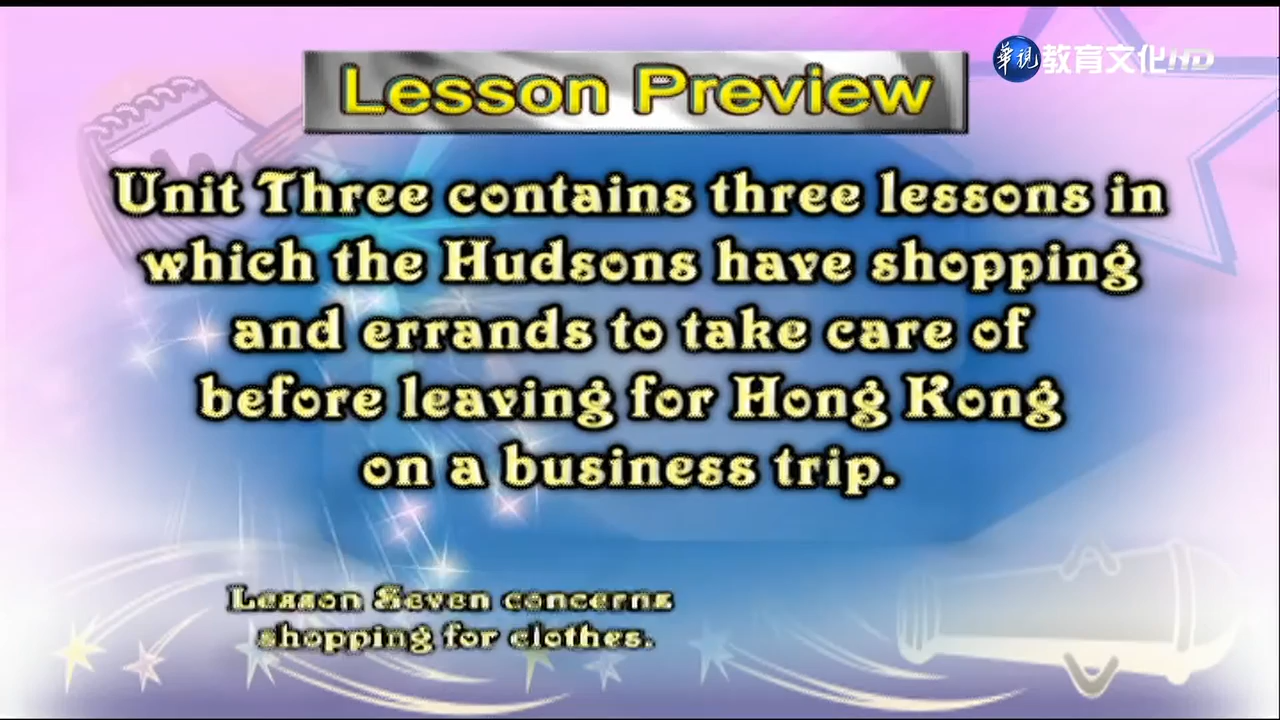 華視 教育文化HD
Lesson Preview
Unit Three contains three lessons in
which the Hudsons have shopping
and errands to take care of
before leaving for Hong Kong
on a business trip.
Lesson Seven concerns
shopping for clothes.